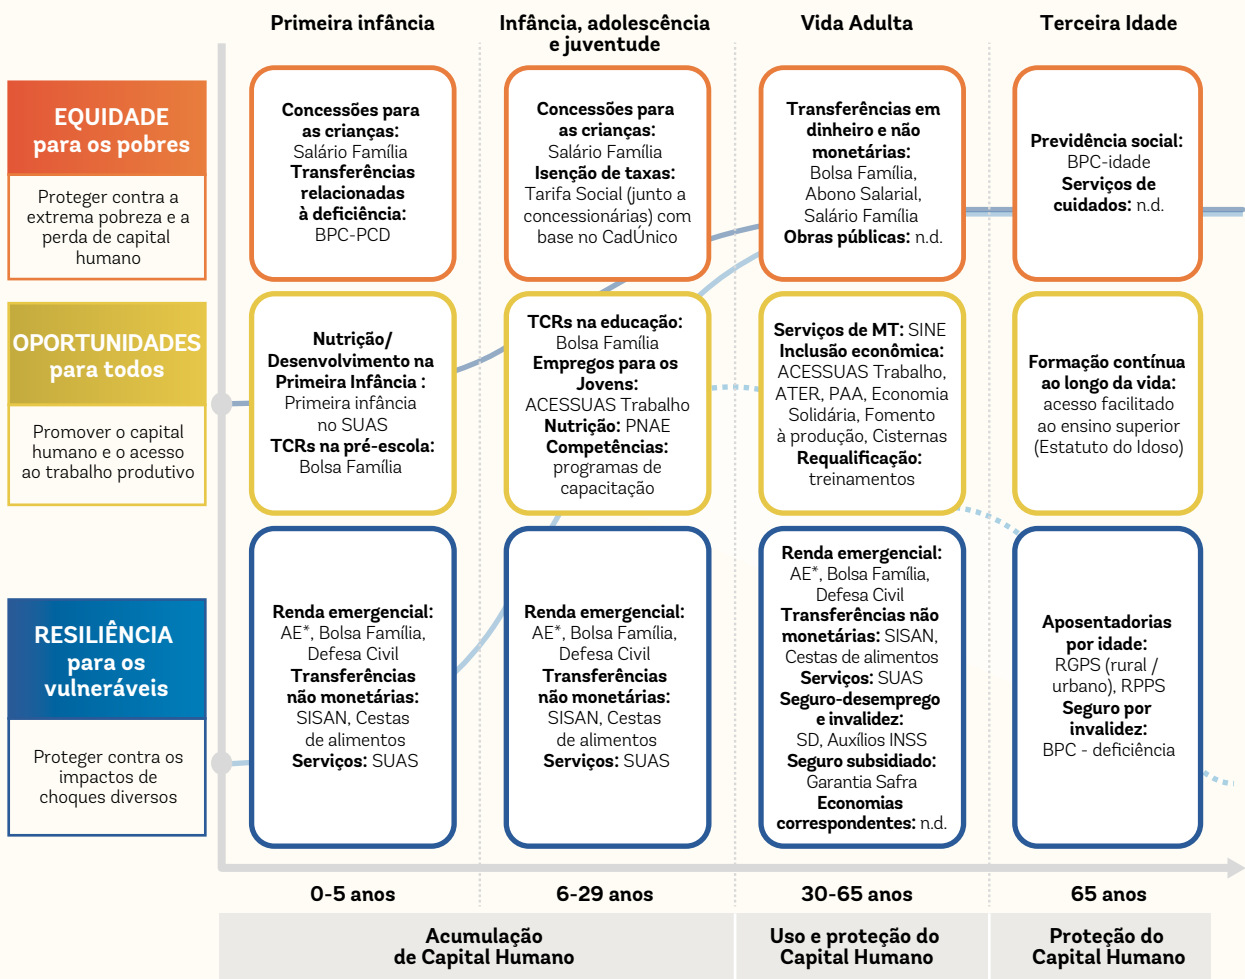 Primeira infância
Infância, adolescência
e juventude
Vida Adulta
Terceira Idade
EQUIDADE
para os pobres
Proteger contra a
extrema pobreza e a
perda de capital
humano
Concessões para
as crianças:
Salário Família
Transferências
relacionadas
à deficiência:
BPC-PCD
Concessões para
as crianças:
Salário Família
Isenção de taxas:
Tarifa Social (junto a
concessionárias) com
base no CadÚnico
Transferências em
dinheiro e não
monetárias:
Bolsa Família,
Abono Salarial,
Salário Família
Obras públicas: n.d.
Previdência social:
BPC-idade
Serviços de
cuidados: n.d.
OPORTUNIDADES
para todos
Promover o capital
humano e o acesso
ao trabalho produtivo
Nutrição/
Desenvolvimento na
Primeira Infância :
Primeira infância
no SUAS
TCRs na pré-escola:
Bolsa Família
TCRs na educação:
Bolsa Família
Empregos para os
Jovens:
ACESSUAS Trabalho
Nutrição: PNAE
Competências:
programas de
capacitação
Serviços de MT: SINE
Inclusão econômica:
ACESSUAS Trabalho,
ATER, PAA, Economia
Solidária, Fomento
à produção, Cisternas
Requalificação:
treinamentos
Formação contínua
ao longo da vida:
acesso facilitado
ao ensino superior
(Estatuto do Idoso)
RESILIÊNCIA
para os
vulneráveis
Proteger contra os
impactos de
choques diversos
Renda emergencial:
AE*, Bolsa Família,
Defesa Civil
Transferências
não monetárias:
SISAN, Cestas
de alimentos
Serviços: SUAS
Renda emergencial:
AE*, Bolsa Família,
Defesa Civil
Transferências
não monetárias:
SISAN, Cestas
de alimentos
Serviços: SUAS
Renda emergencial:
AE*, Bolsa Família,
Defesa Civil
Transferências não
monetárias: SISAN,
Cestas de alimentos
Serviços: SUAS
Seguro-desemprego
e invalidez:
SD, Auxílios INSS
Seguro subsidiado:
Garantia Safra
Economias
correspondentes: n.d.
Aposentadorias
por idade:
RGPS (rural /
urbano), RPPS
Seguro por
invalidez:
BPC - deficiência
0-5 anos
6-29 anos
30-65 anos
65 anos
Acumulação
de Capital Humano
Uso e proteção do
Capital Humano
Proteção do
Capital Humano